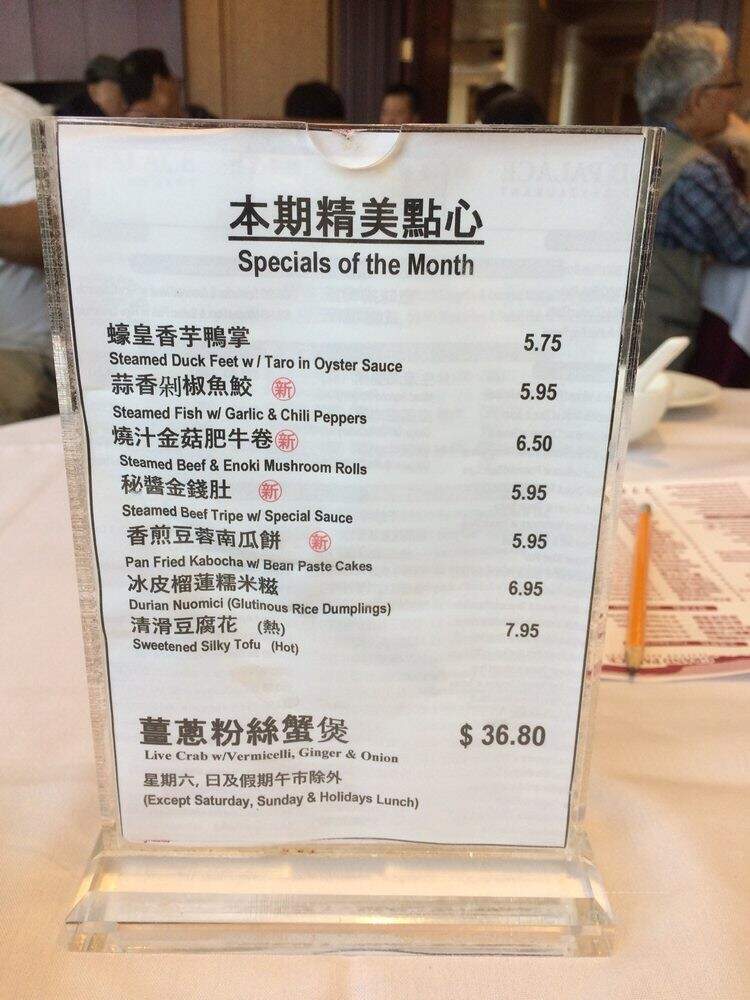 本期精美點心
Specials of the Month
蠔皇香芋鴨掌 5.75
Steamed Duck Feet w / Taro in Oyster Sauce
蒜香剁椒魚餃 新 5.95
Steamed Fish w/ Garlic & Chili Peppers
燒汁金菇肥牛卷 新 6.50
Steamed Beef & Enoki Mushroom Rolls
秘醬金錢肚 新 5.95
Steamed Beef Tripe w/ Special Sauce
香煎豆蓉南瓜餅 新 5.95
Pan Fried Kabocha w/ Bean Paste Cakes
冰皮榴蓮糯米糍 6.95
Durian Nuomici (Glutinous Rice Dumplings)
清滑豆腐花 (熱) 7.95
Sweetened Silky Tofu (Hot)
薑蔥粉絲蟹煲 $ 36.80
Live Crab w/Vermicelli, Ginger & Onion
星期六, 日及假期午市除外
(Except Saturday, Sunday & Holidays Lunch)